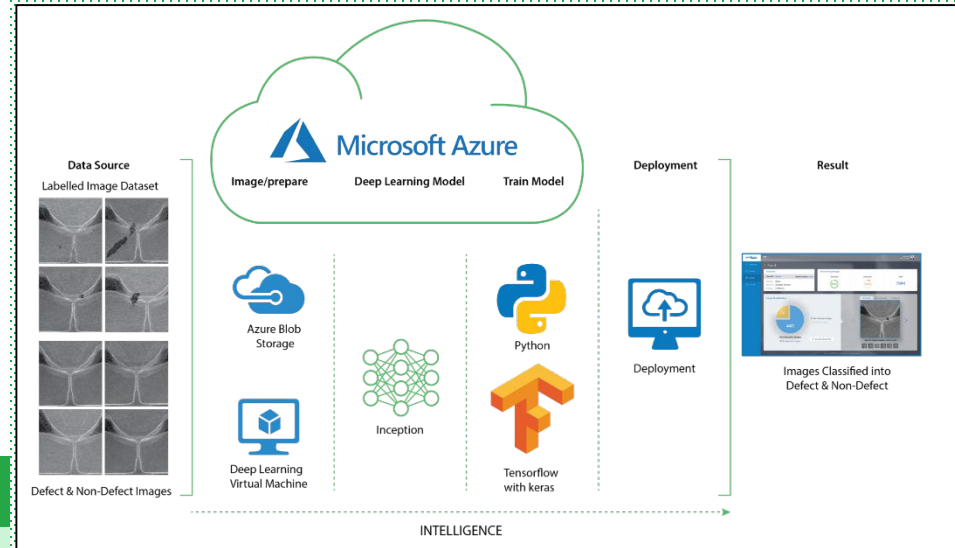 Microsoft Azure
Data Source
Image/prepare
Deep Learning Model
Train Model
Deployment
Result
Labelled Image Dataset
Azure Blob
Storage
Python
Deployment
Images Classified into
Defect & Non-Defect
Inception
Deep Learning
Virtual Machine
Tensorflow
with keras
Defect & Non-Defect Images
INTELLIGENCE